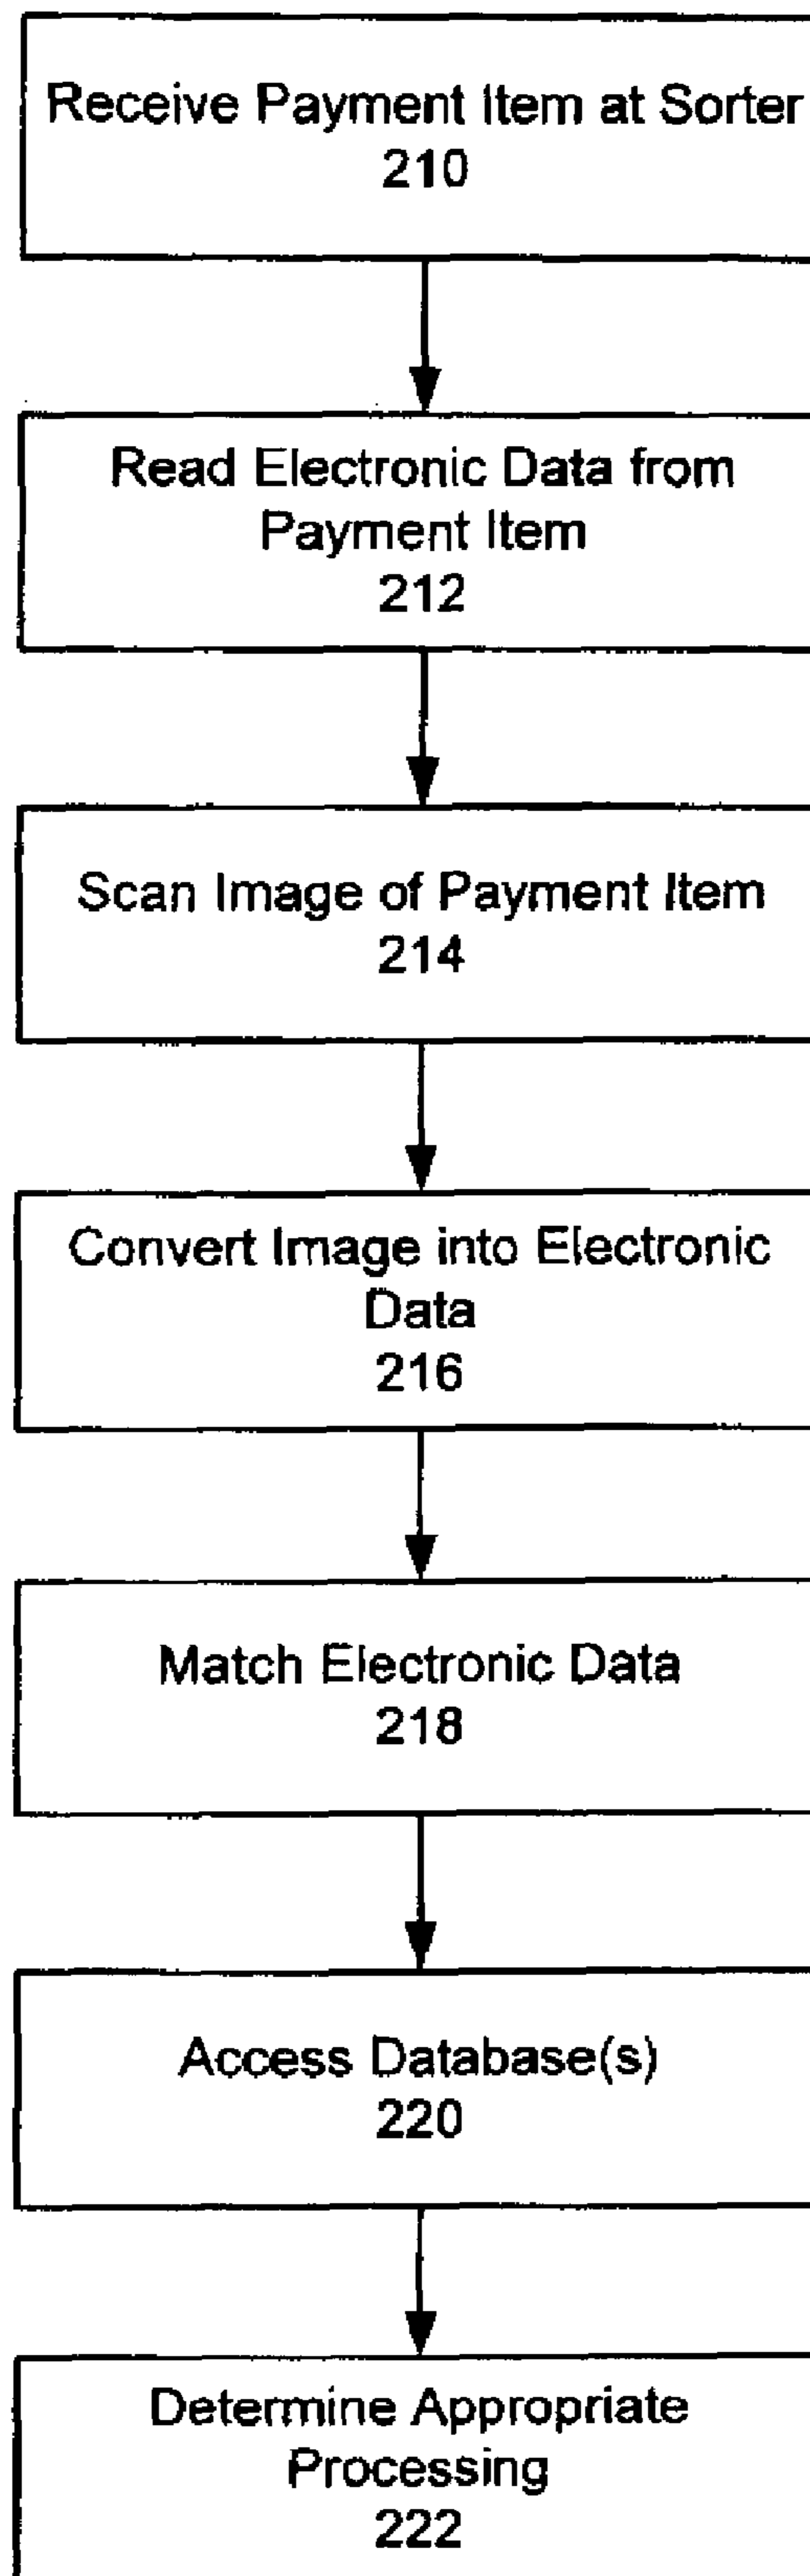 Receive Payment Item at Sorter
210
Read Electronic Data from
Payment Item
212
Scan Image of Payment Item
214
Convert Image into Electronic
Data
216
Match Electronic Data
218
Access Database(s)
220
Determine Appropriate
Processing
222